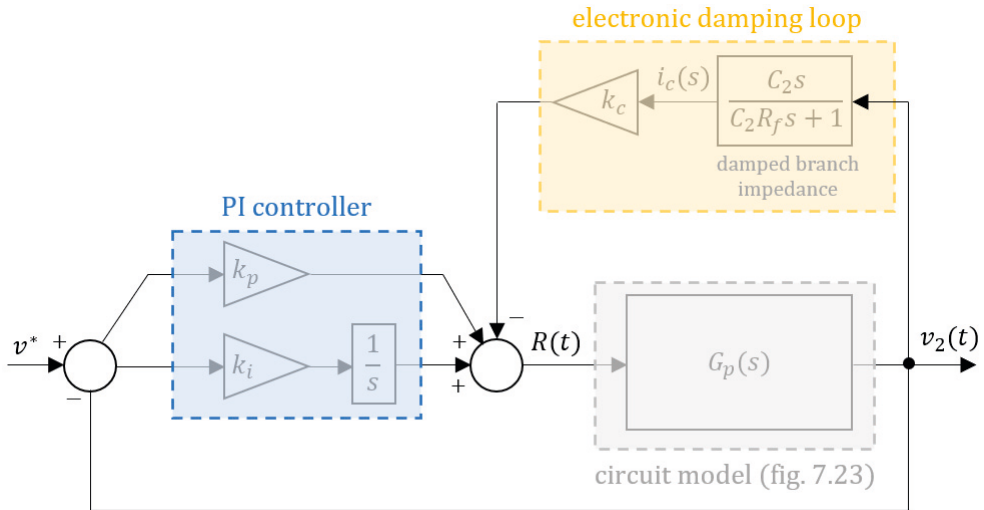 electronic damping loop
k_c
i_c(s)
C_2s
C_2R_fs + 1
damped branch
impedance
PI controller
k_p
k_i
1
s
v*
+
−
+
+
−
R(t)
G_p(s)
v_2(t)
circuit model (fig. 7.23)